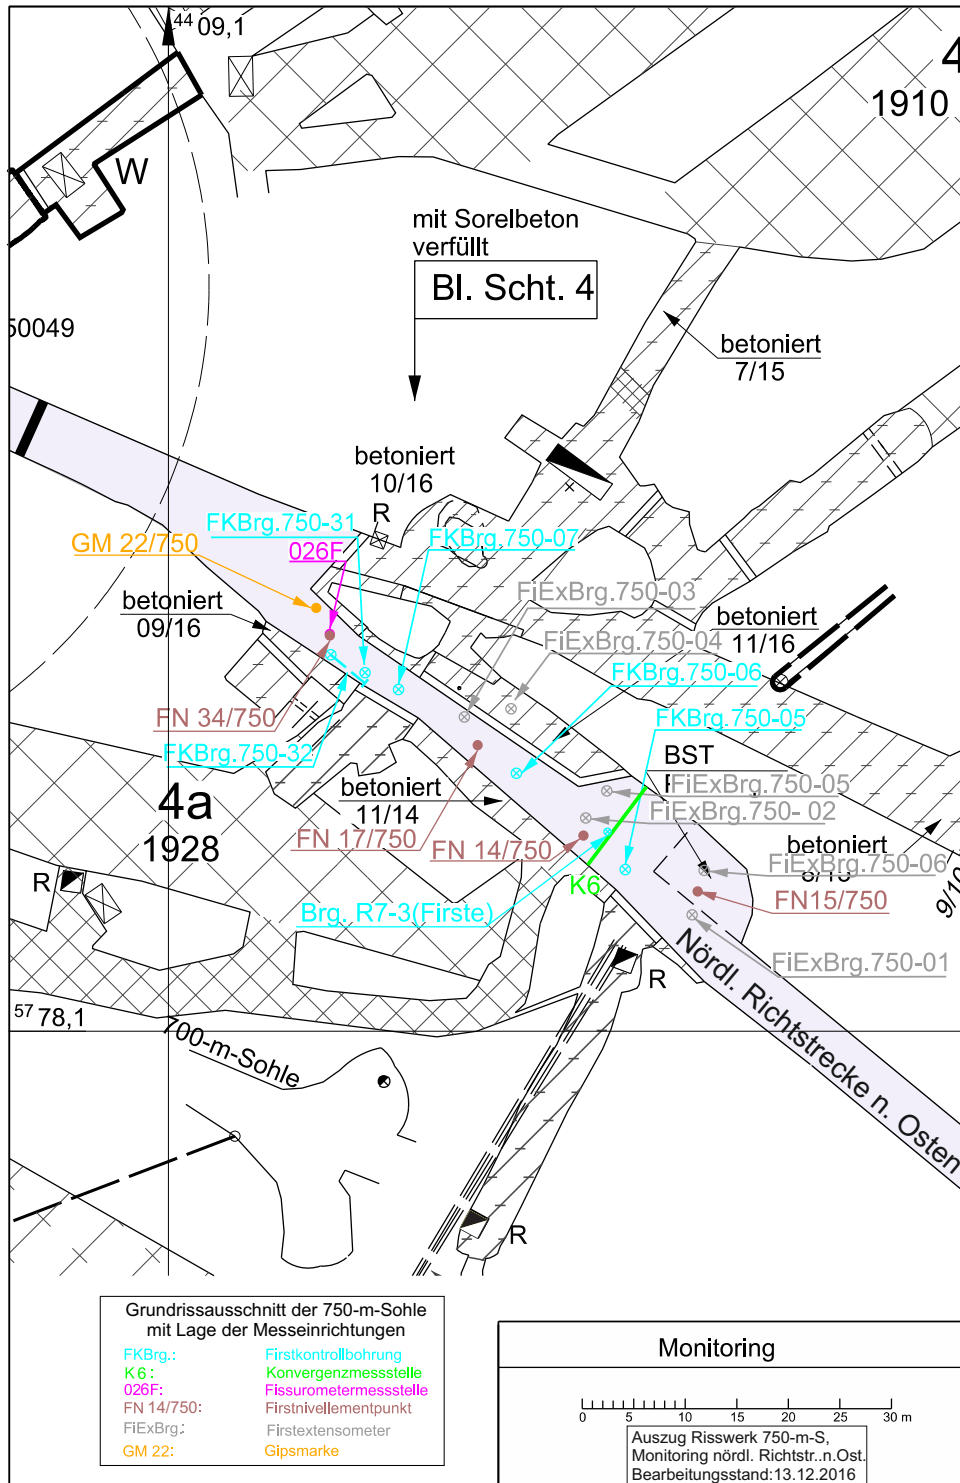 44 09,1
4
1910
W
mit Sorelbeton
verfüllt
Bl. Scht. 4
50049
betoniert
7/15
betoniert
10/16
R
FKBrg.750-31
FKBrg.750-07
GM 22/750
026F
FiExBrg.750-03
betoniert
09/16
betoniert
11/16
FiExBrg.750-04
FKBrg.750-06
FN 34/750
FKBrg.750-05
FKBrg.750-32
BST
4a
1928
betoniert
11/14
FiExBrg.750-05
FiExBrg.750- 02
FN 17/750
FN 14/750
betoniert
FiExBrg.750-06
R
K6
FN15/750
9/10
Brg. R7-3(Firste)
FiExBrg.750-01
R
Nördl. Richtstrecke n. Osten
57 78,1
700-m-Sohle
R
Grundrissausschnitt der 750-m-Sohle
mit Lage der Messeinrichtungen
FKBrg.: Firstkontrollbohrung
K 6 : Konvergenzmessstelle
026F: Fissurometermessstelle
FN 14/750: Firstnivellementpunkt
FiExBrg.: Firstextensometer
GM 22: Gipsmarke
Monitoring
0 5 10 15 20 25 30 m
Auszug Risswerk 750-m-S,
Monitoring nördl. Richtstr..n.Ost.
Bearbeitungsstand:13.12.2016